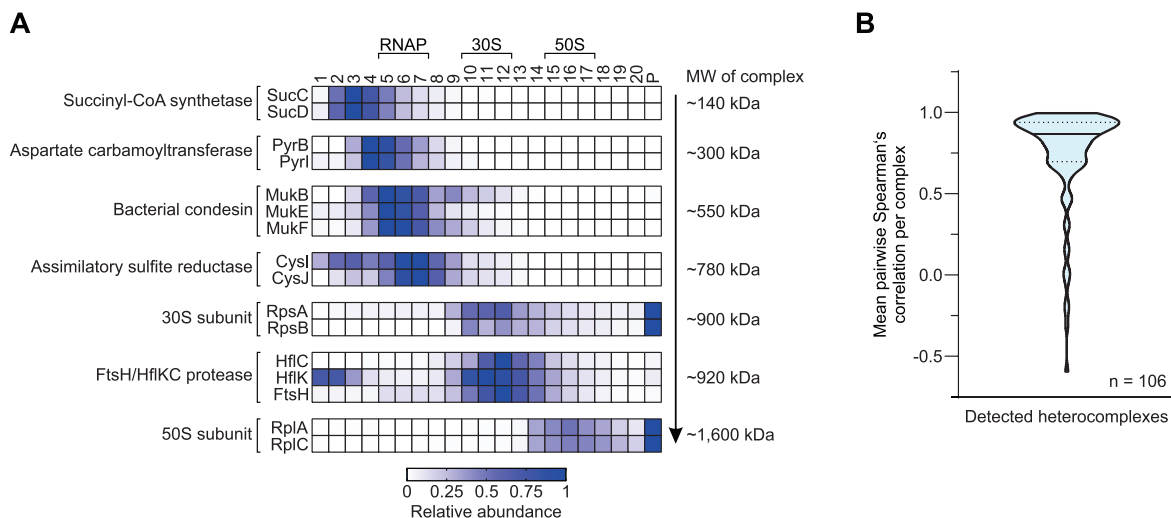 A
RNAP 30S 50S
1 2 3 4 5 6 7 8 9 10 11 12 13 14 15 16 17 18 19 20 P
MW of complex
Succinyl-CoA synthetase SucC
SucD
~140 kDa
Aspartate carbamoyltransferase PyrB
PyrI
~300 kDa
Bacterial condesin MukB
MukE
MukF
~550 kDa
Assimilatory sulfite reductase CysI
CysJ
~780 kDa
30S subunit RpsA
RpsB
~900 kDa
FtsH/HflKC protease HflC
HflK
FtsH
~920 kDa
50S subunit RplA
RplC
~1,600 kDa
0 0.25 0.5 0.75 1
Relative abundance
B
Mean pairwise Spearman's
correlation per complex
1.0
0.5
0.0
-0.5
n = 106
Detected heterocomplexes